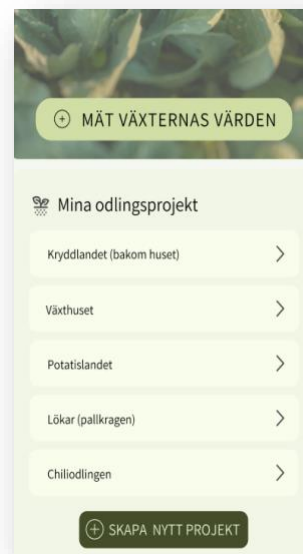 MÄT VÄXTERNAS VÄRDEN
Mina odlingsprojekt
Kryddlandet (bakom huset)
Växthuset
Potatislandet
Lökar (pallkragen)
Chiliodlingen
SKAPA NYTT PROJEKT